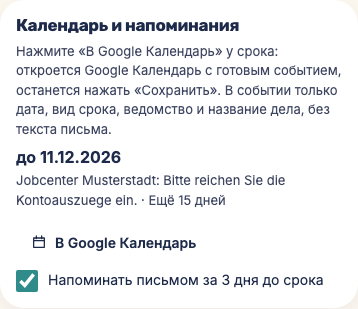 Календарь и напоминания
Нажмите «В Google Календарь» у срока:
откроется Google Календарь с готовым событием,
останется нажать «Сохранить». В событии только
дата, вид срока, ведомство и название дела, без
текста письма.
до 11.12.2026
Jobcenter Musterstadt: Bitte reichen Sie die
Kontoauszuege ein. · Ещё 15 дней
В Google Календарь
Напоминать письмом за 3 дня до срока